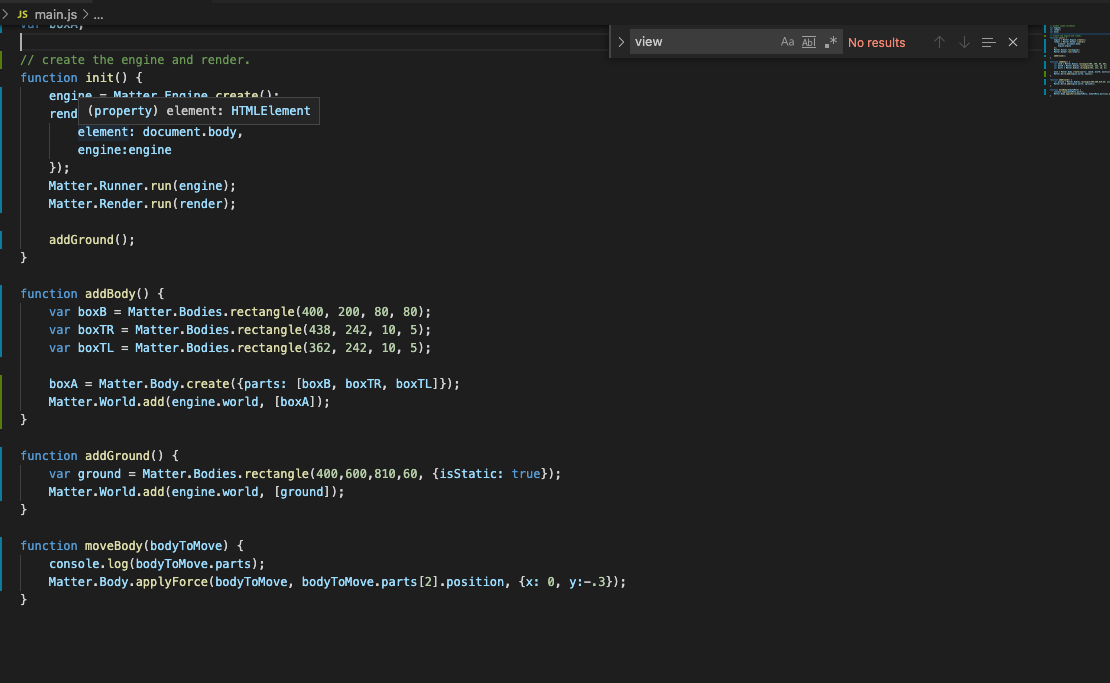 JS main.js > ...
var boxA;
view Aa Ab .* No results
// create the engine and render.
function init() {
engine = Matter.Engine.create();
rend
(property) element: HTMLElement
element: document.body,
engine:engine
});
Matter.Runner.run(engine);
Matter.Render.run(render);
addGround();
}
function addBody() {
var boxB = Matter.Bodies.rectangle(400, 200, 80, 80);
var boxTR = Matter.Bodies.rectangle(438, 242, 10, 5);
var boxTL = Matter.Bodies.rectangle(362, 242, 10, 5);
boxA = Matter.Body.create({parts: [boxB, boxTR, boxTL]});
Matter.World.add(engine.world, [boxA]);
}
function addGround() {
var ground = Matter.Bodies.rectangle(400,600,810,60, {isStatic: true});
Matter.World.add(engine.world, [ground]);
}
function moveBody(bodyToMove) {
console.log(bodyToMove.parts);
Matter.Body.applyForce(bodyToMove, bodyToMove.parts[2].position, {x: 0, y:-.3});
}